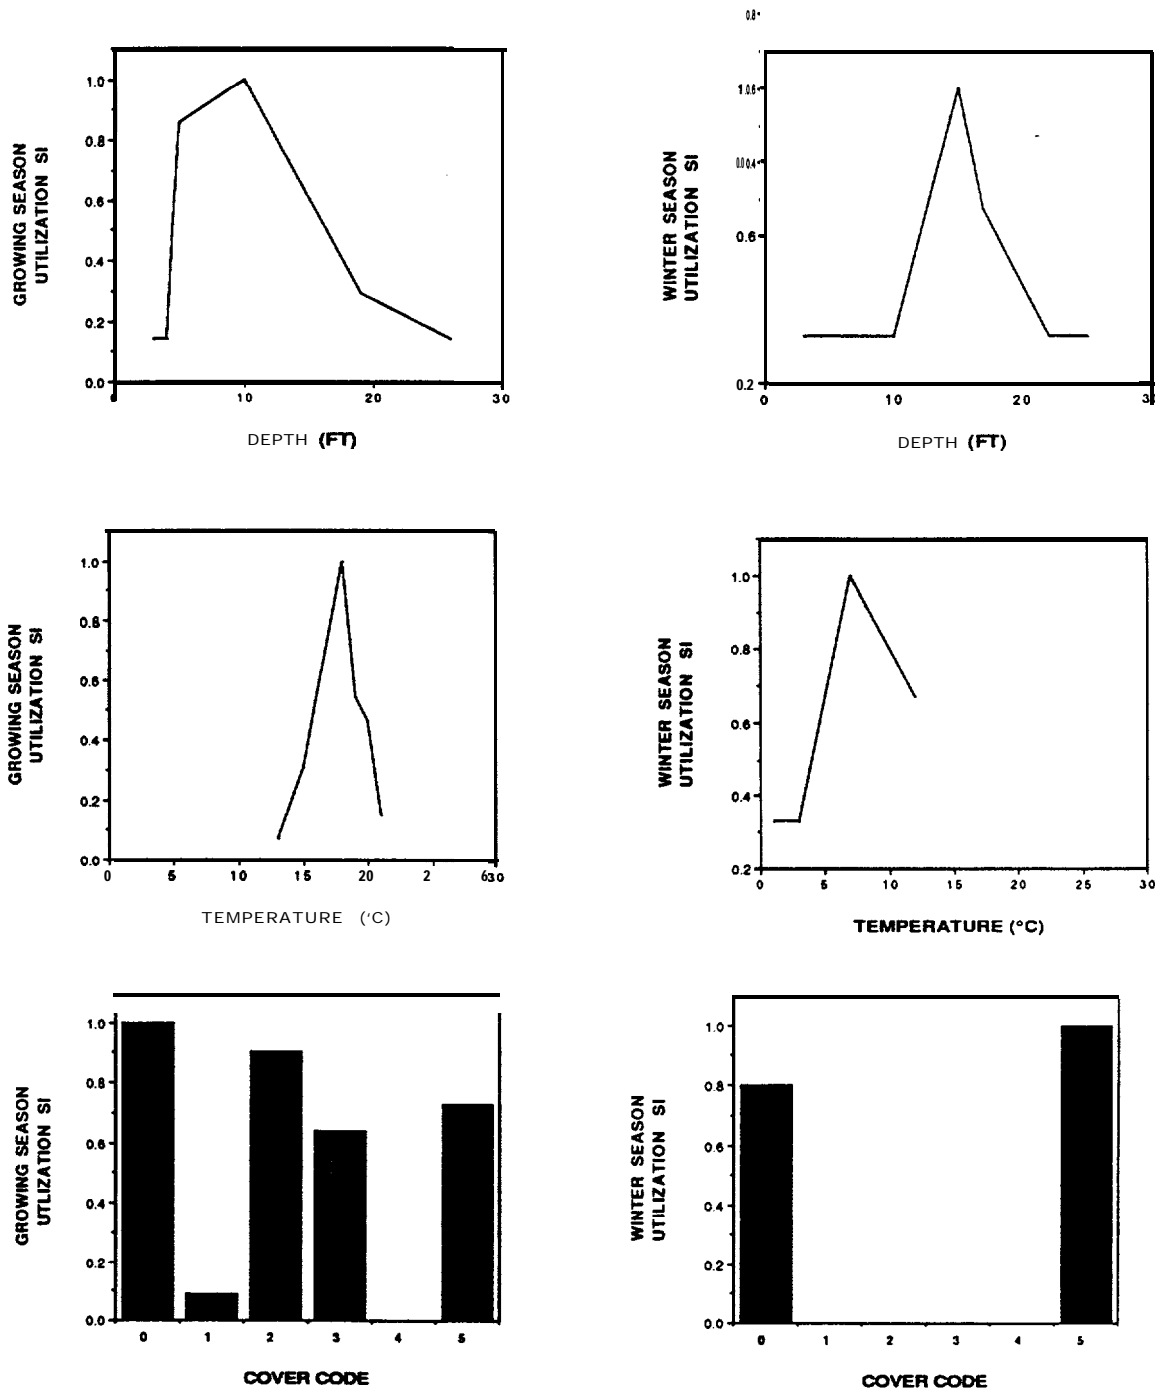 GROWING SEASON
UTILIZATION SI
1.0
0.8
0.6
0.4
0.2
0.0
10
20
30
DEPTH (FT)
0.8
WINTER SEASON
UTILIZATION SI
0.6
0.2
0
10
20
DEPTH (FT)
GROWING SEASON
UTILIZATION SI
1.0
0.8
0.6
0.4
0.2
0.0
0 5 10 15 20 2 630
TEMPERATURE ('C)
WINTER SEASON
UTILIZATION SI
1.0
0.8
0.6
0.4
0.2
0 5 10 15 20 25 30
TEMPERATURE (°C)
GROWING SEASON
UTLIZATION SI
1.0
0.8
0.6
0.4
0.2
0.0
0 1 2 3 4 5
COVER CODE
WINTER SEASON
UTILIZATION SI
1.0
0.8
0.6
0.4
0.2
0.0
0 1 2 3 4 5
COVER CODE